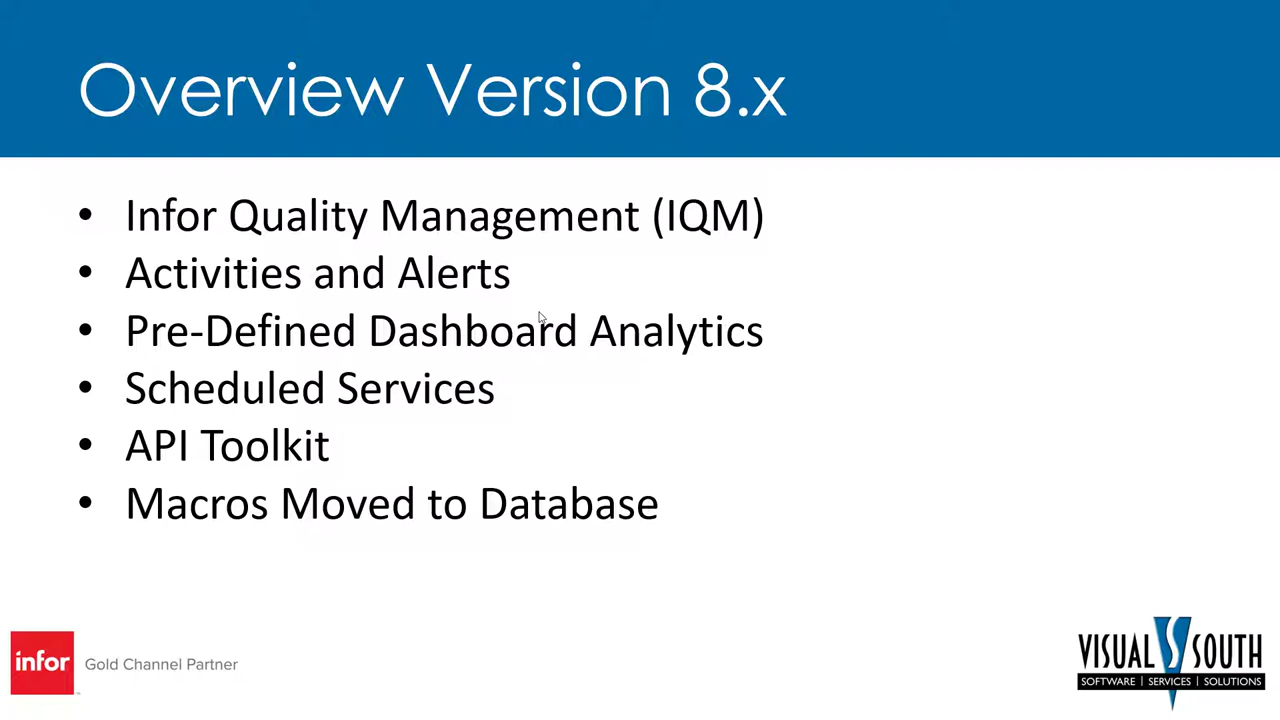 Overview Version 8.x
• Infor Quality Management (IQM)
• Activities and Alerts
• Pre-Defined Dashboard Analytics
• Scheduled Services
• API Toolkit
• Macros Moved to Database
infor
Gold Channel Partner
VISUAL SOUTH
SOFTWARE | SERVICES | SOLUTIONS